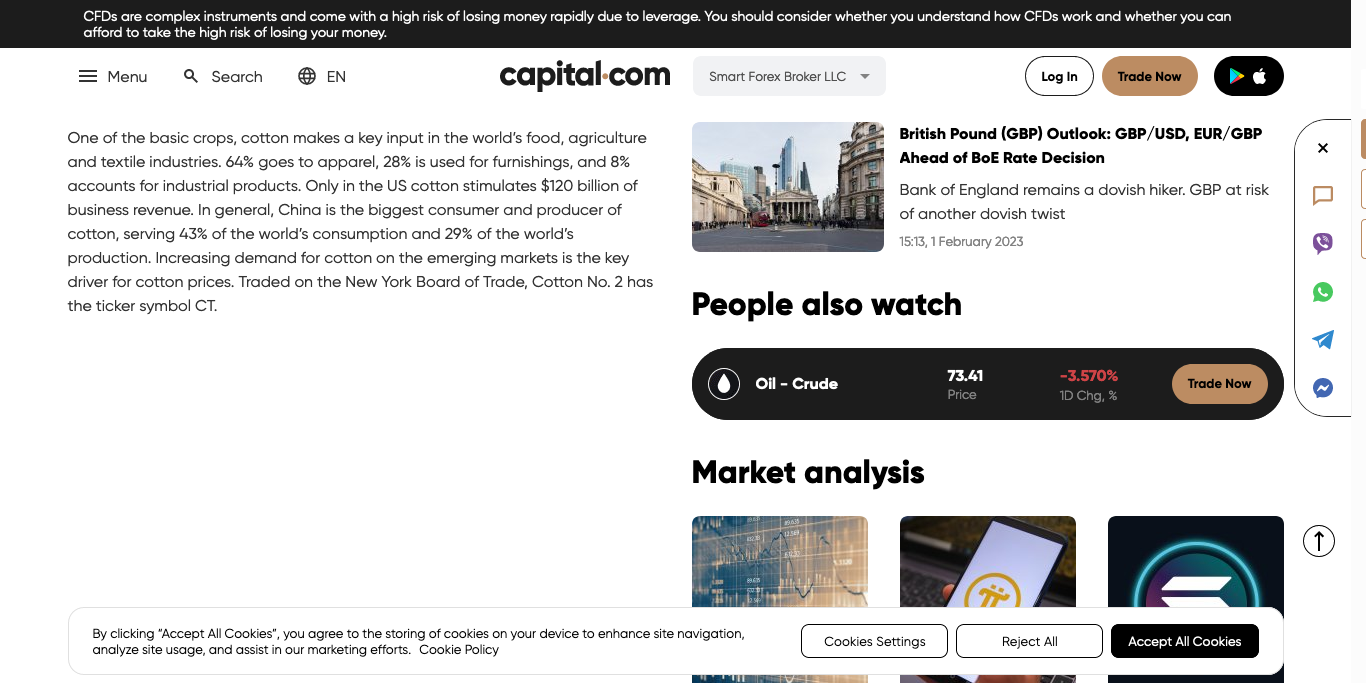 CFDs are complex instruments and come with a high risk of losing money rapidly due to leverage. You should consider whether you understand how CFDs work and whether you can
afford to take the high risk of losing your money.
Menu
Search
EN
capital.com
Smart Forex Broker LLC
Log In
Trade Now
One of the basic crops, cotton makes a key input in the world's food, agriculture
and textile industries. 64% goes to apparel, 28% is used for furnishings, and 8%
accounts for industrial products. Only in the US cotton stimulates $120 billion of
business revenue. In general, China is the biggest consumer and producer of
cotton, serving 43% of the world's consumption and 29% of the world's
production. Increasing demand for cotton on the emerging markets is the key
driver for cotton prices. Traded on the New York Board of Trade, Cotton No. 2 has
the ticker symbol CT.
British Pound (GBP) Outlook: GBP/USD, EUR/GBP
Ahead of BoE Rate Decision
Bank of England remains a dovish hiker. GBP at risk
of another dovish twist
15:13, 1 February 2023
People also watch
Oil - Crude
73.41
Price
-3.570%
1D Chg, %
Trade Now
Market analysis
By clicking “Accept All Cookies”, you agree to the storing of cookies on your device to enhance site navigation,
analyze site usage, and assist in our marketing efforts. Cookie Policy
Cookies Settings
Reject All
Accept All Cookies